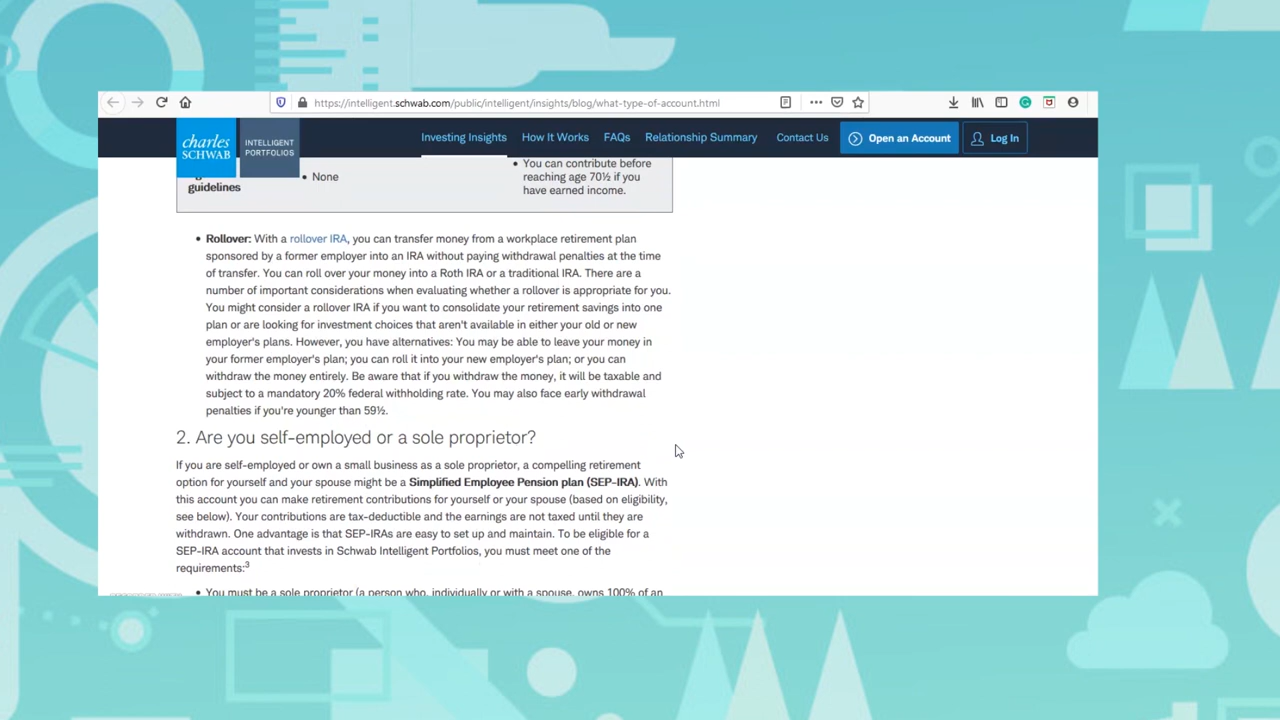 https://intelligent.schwab.com/public/intelligent/insights/blog/what-type-of-account.html
charles SCHWAB
INTELLIGENT PORTFOLIOS
Investing Insights How It Works FAQs Relationship Summary Contact Us Open an Account Log In
guidelines
• None
• You can contribute before
reaching age 70½ if you
have earned income.
• Rollover: With a rollover IRA, you can transfer money from a workplace retirement plan
sponsored by a former employer into an IRA without paying withdrawal penalties at the time
of transfer. You can roll over your money into a Roth IRA or a traditional IRA. There are a
number of important considerations when evaluating whether a rollover is appropriate for you.
You might consider a rollover IRA if you want to consolidate your retirement savings into one
plan or are looking for investment choices that aren't available in either your old or new
employer's plans. However, you have alternatives: You may be able to leave your money in
your former employer's plan; you can roll it into your new employer's plan; or you can
withdraw the money entirely. Be aware that if you withdraw the money, it will be taxable and
subject to a mandatory 20% federal withholding rate. You may also face early withdrawal
penalties if you're younger than 59½.
2. Are you self-employed or a sole proprietor?
If you are self-employed or own a small business as a sole proprietor, a compelling retirement
option for yourself and your spouse might be a Simplified Employee Pension plan (SEP-IRA). With
this account you can make retirement contributions for yourself or your spouse (based on eligibility,
see below). Your contributions are tax-deductible and the earnings are not taxed until they are
withdrawn. One advantage is that SEP-IRAs are easy to set up and maintain. To be eligible for a
SEP-IRA account that invests in Schwab Intelligent Portfolios, you must meet one of the
requirements:³
• You must be a sole proprietor (a person who, individually or with a spouse, owns 100% of an